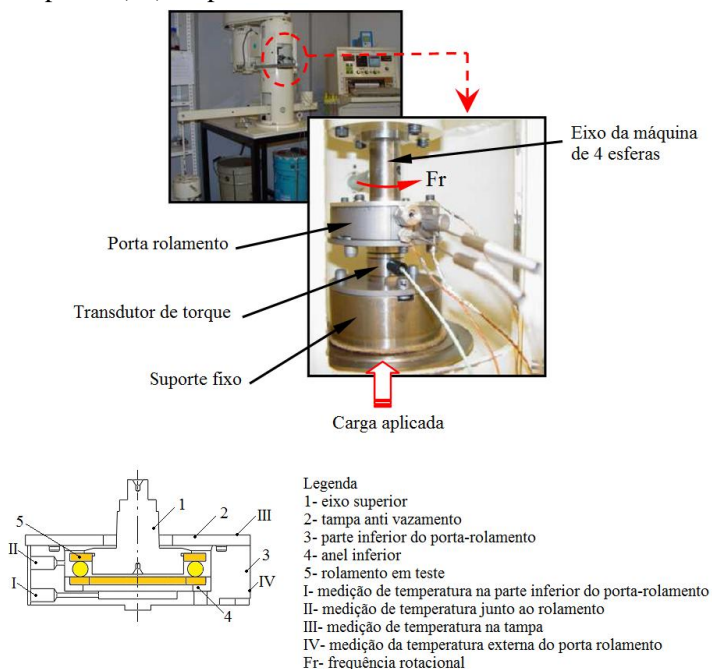 Eixo da máquina
de 4 esferas
Fr
Porta rolamento
Transdutor de torque
Suporte fixo
Carga aplicada
1
2
III
5
II
3
I
IV
4
Legenda
1- eixo superior
2- tampa anti vazamento
3- parte inferior do porta-rolamento
4- anel inferior
5- rolamento em teste
I- medição de temperatura na parte inferior do porta-rolamento
II- medição de temperatura junto ao rolamento
III- medição de temperatura na tampa
IV- medição da temperatura externa do porta rolamento
Fr- frequência rotacional